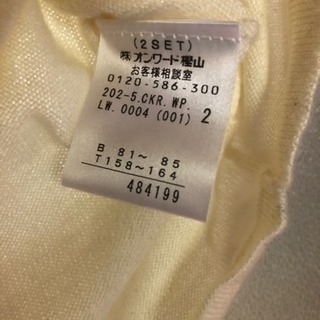 (2SET)
㈱オンワード樫山
お客様相談室
0120-586-300
202-5.CKR.WP.
LW.0004 (001) 2
B 81～ 85
T158～164
484199